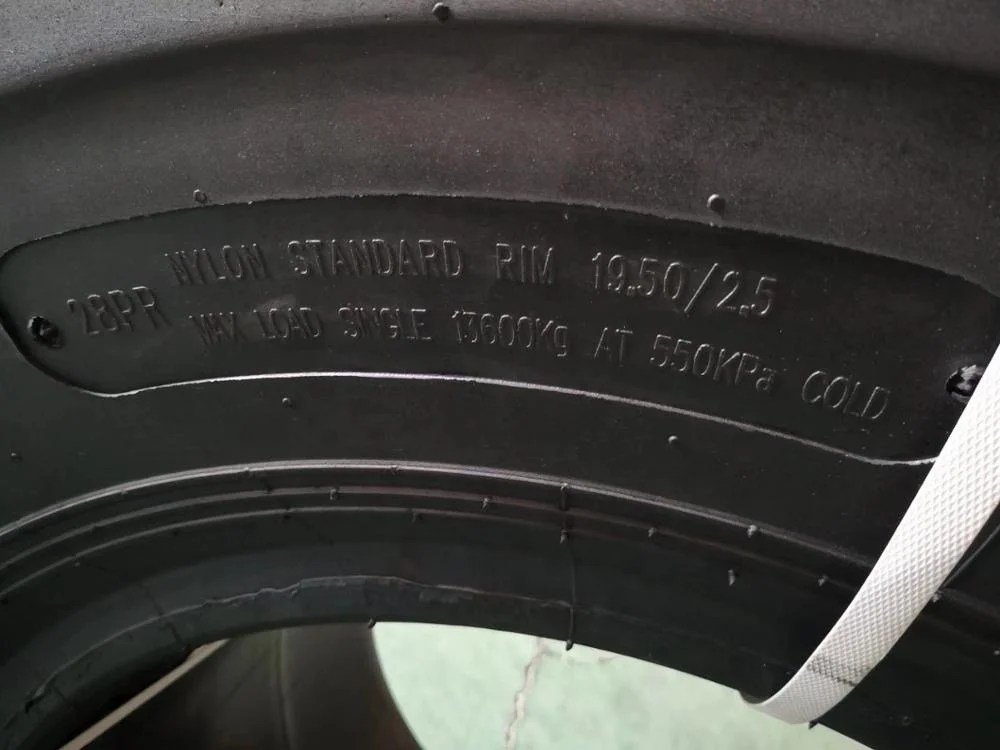 28PR
NYLON STANDARD RIM 19.50/2.5
MAX LOAD SINGLE 13600Kg AT 550KPa COLD